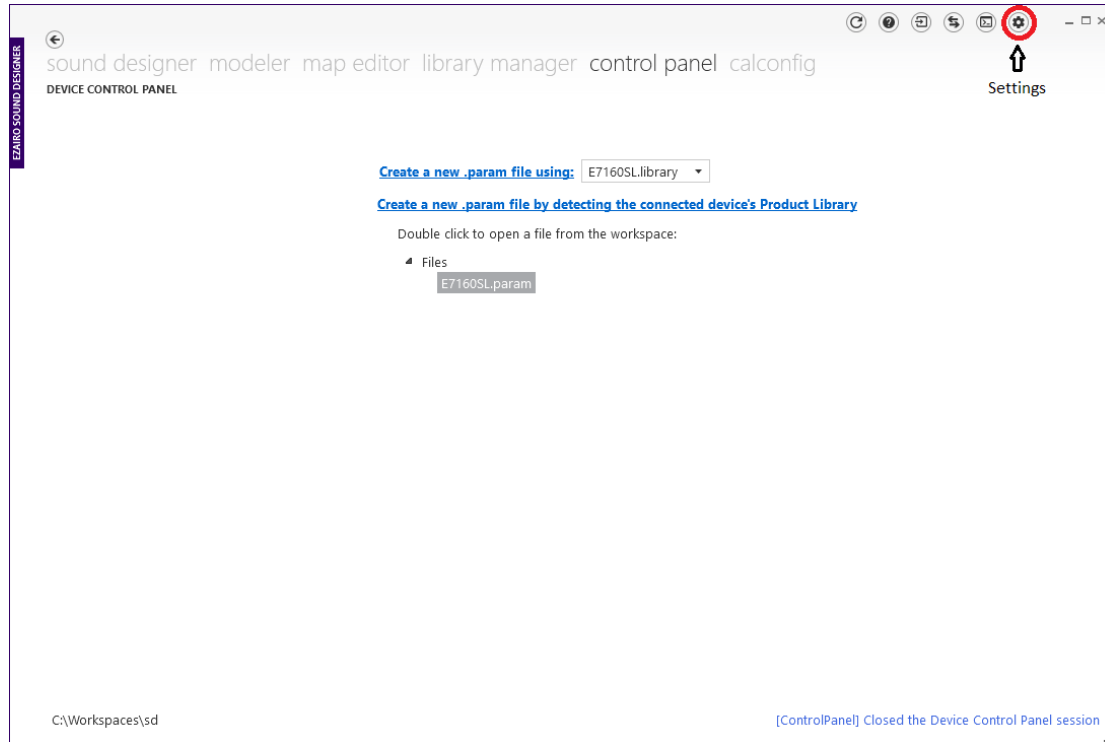 EZAIRO SOUND DESIGNER
sound designer modeler map editor library manager control panel calconfig
DEVICE CONTROL PANEL
Settings
Create a new .param file using: E7160SL.library
Create a new .param file by detecting the connected device's Product Library
Double click to open a file from the workspace:
Files
E7160SL.param
C:\Workspaces\sd [ControlPanel] Closed the Device Control Panel session